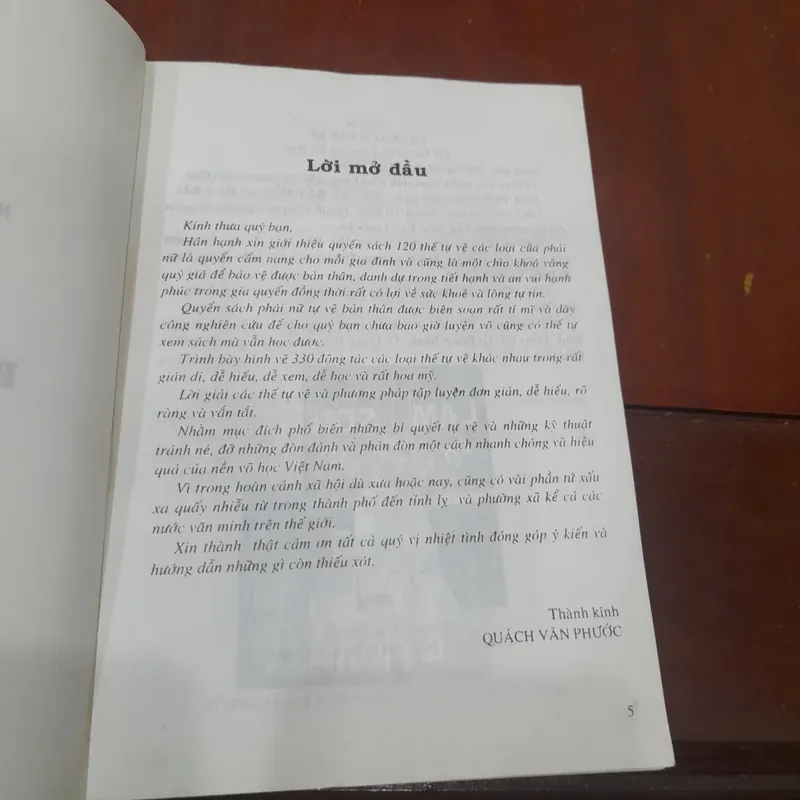 Lời mở đầu
Kính thưa quý bạn,
Hân hạnh xin giới thiệu quyển sách 120 thế tự vệ các loại của phái
nữ là quyển cẩm nang cho mỗi gia đình và cũng là một chìa khoá vàng
quý giá để bảo vệ được bản thân, danh dự trong tiết hạnh và an vui hạnh
phúc trong gia quyến đồng thời rất có lợi về sức khoẻ và lòng tự tin.
Quyển sách phái nữ tự vệ bản thân được biên soạn rất tỉ mỉ và dày
công nghiên cứu để cho quý bạn chưa bao giờ luyện võ cũng có thể tự
xem sách mà vẫn học được.
Trình bày hình vẽ 330 động tác các loại thế tự vệ khác nhau trong rất
giản dị, dễ hiểu, dễ xem, dễ học và rất hoa mỹ.
Lời giải các thế tự vệ và phương pháp tập luyện đơn giản, dễ hiểu, rõ
ràng và vắn tắt.
Nhằm mục đích phổ biến những bí quyết tự vệ và những kỹ thuật
tránh né, đỡ những đòn đánh và phản đòn một cách nhanh chóng và hiệu
quả của nền võ học Việt Nam.
Vì trong hoàn cảnh xã hội dù xưa hoặc nay, cũng có vài phần tử xấu
xa quấy nhiễu từ trong thành phố đến tỉnh lỵ và phường xã kể cả các
nước văn minh trên thế giới.
Xin thành thật cảm ơn tất cả quý vị nhiệt tình đóng góp ý kiến và
hướng dẫn những gì còn thiếu xót.
Thành kính
QUÁCH VĂN PHƯỚC
5